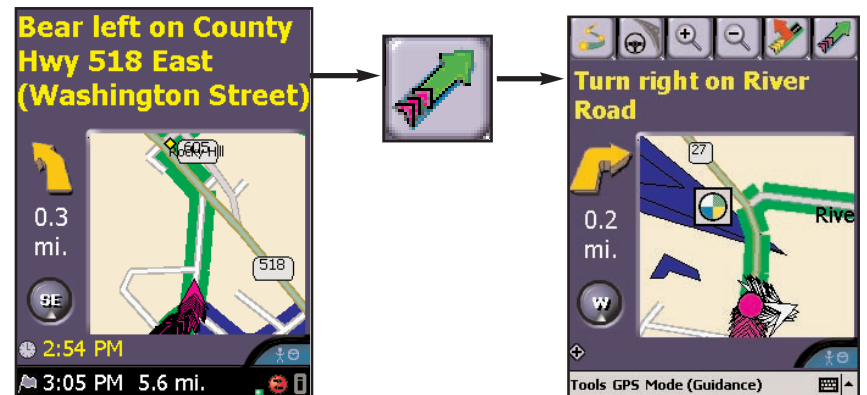 Bear left on County
Hwy 518 East
(Washington Street)
605
Rocky Hill
0.3
mi.
518
SE
2:54 PM
3:05 PM 5.6 mi.
Turn right on River
Road
27
Rive
0.2
mi.
W
Tools GPS Mode (Guidance)